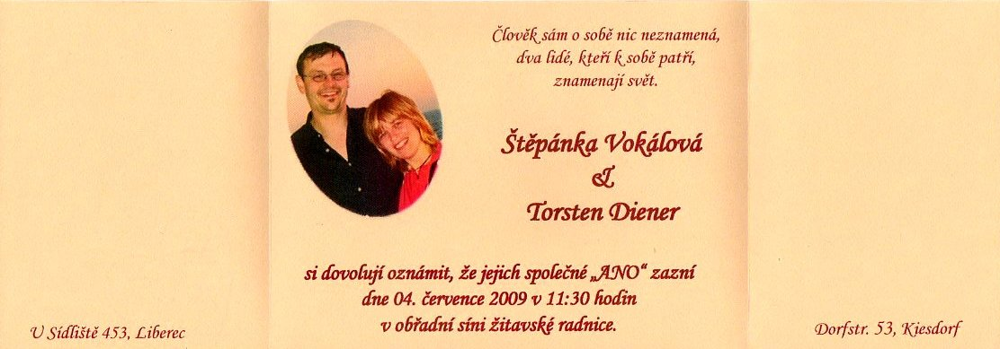 Člověk sám o sobě nic neznamená,
dva lidé, kteří k sobě patří,
znamenají svět.
Štěpánka Vokálová
&
Torsten Diener
si dovolují oznámit, že jejich společné „ANO“ zazní
dne 04. července 2009 v 11:30 hodin
v obřadní síni žitavské radnice.
U Sídliště 453, Liberec
Dorfstr. 53, Kiesdorf